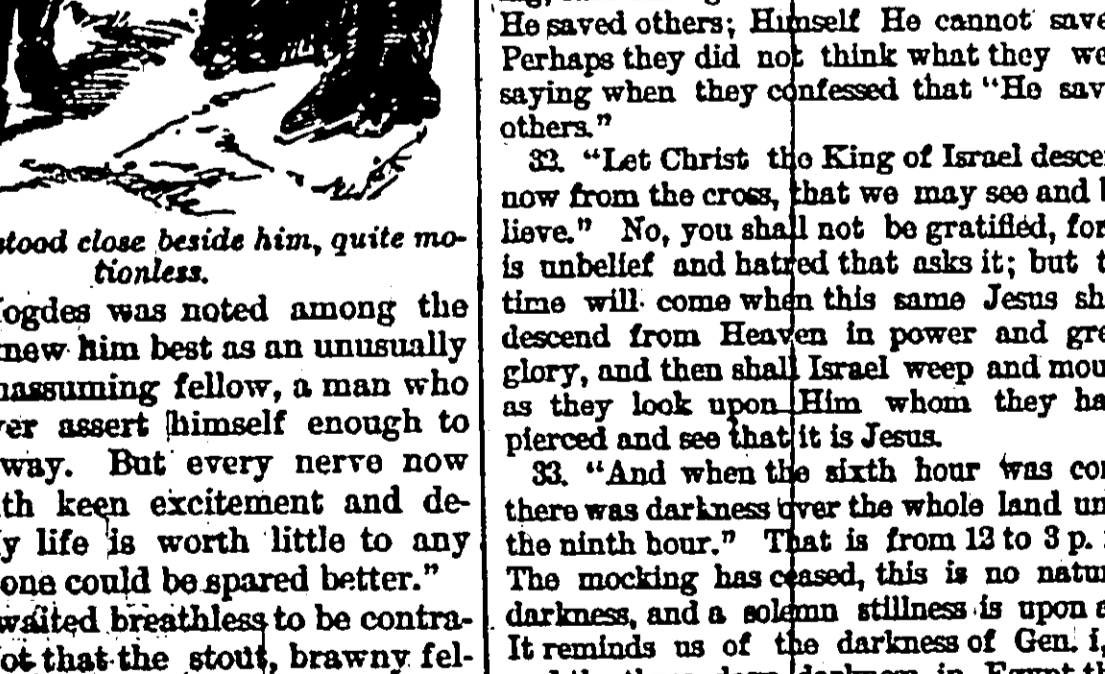 stood close beside him, quite mo-
tionless.
ogdes was noted among the
knew him best as an unusually
unassuming fellow, a man who
ver assert himself enough to
way. But every nerve now
th keen excitement and de-
y life is worth little to any
one could be spared better."
waited breathless to be contra-
ot that the stout, brawny fel-
He saved others; Himself He cannot save
Perhaps they did not think what they we
saying when they confessed that "He sav
others."
32. "Let Christ the King of Israel desce
now from the cross, that we may see and b
lieve." No, you shall not be gratified, for
is unbelief and hatred that asks it; but t
time will come when this same Jesus sh
descend from Heaven in power and gre
glory, and then shall Israel weep and mou
as they look upon Him whom they ha
pierced and see that it is Jesus.
33. "And when the sixth hour was co
there was darkness over the whole land un
the ninth hour." That is from 12 to 3 p.
The mocking has ceased, this is no natu
darkness, and a solemn stillness is upon a
It reminds us of the darkness of Gen. i,
darkness in Egypt